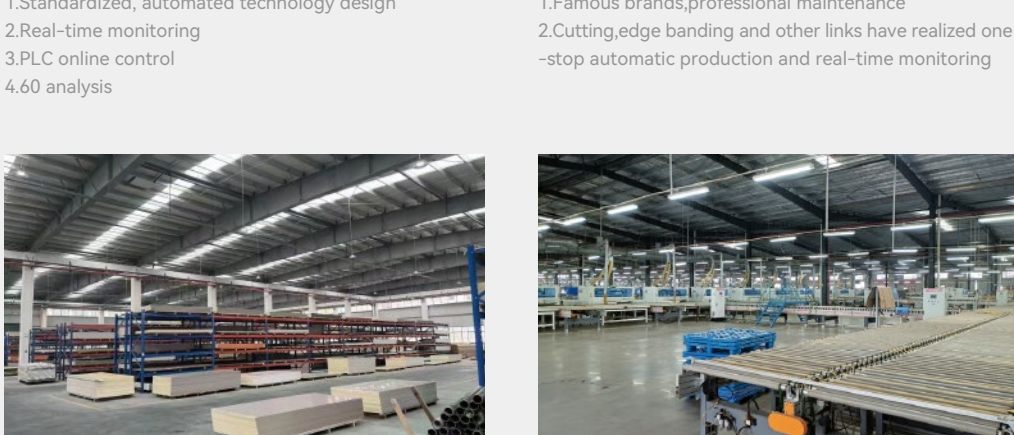 1.Standardized, automated technology design
2.Real-time monitoring
3.PLC online control
4.60 analysis
1.Famous brands,professional maintenance
2.Cutting,edge banding and other links have realized one
-stop automatic production and real-time monitoring